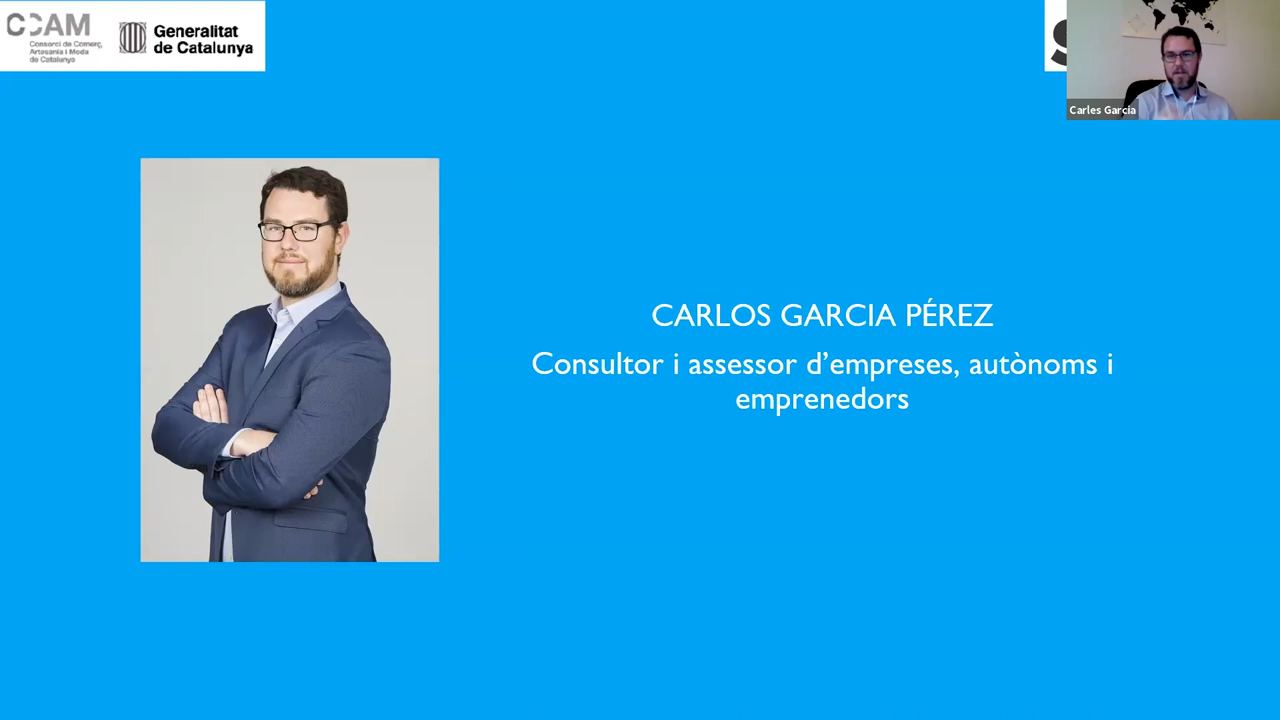 CCAM
Consorci de Comerç,
Artesania i Moda
de Catalunya
Generalitat
de Catalunya
Carles Garcia
CARLOS GARCIA PÉREZ
Consultor i assessor d’empreses, autònoms i
emprenedors